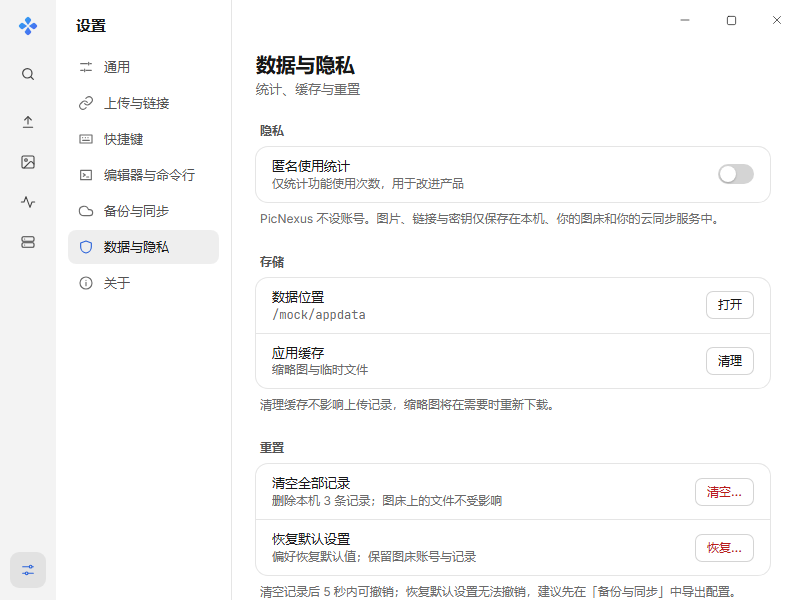 设置
通用
上传与链接
快捷键
编辑器与命令行
备份与同步
数据与隐私
关于
数据与隐私
统计、缓存与重置
隐私
匿名使用统计
仅统计功能使用次数，用于改进产品
PicNexus 不设账号。图片、链接与密钥仅保存在本机、你的图床和你的云同步服务中。
存储
数据位置
/mock/appdata
打开
应用缓存
缩略图与临时文件
清理
清理缓存不影响上传记录，缩略图将在需要时重新下载。
重置
清空全部记录
删除本机 3 条记录；图床上的文件不受影响
清空...
恢复默认设置
偏好恢复默认值；保留图床账号与记录
恢复...
清空记录后 5 秒内可撤销；恢复默认设置无法撤销，建议先在「备份与同步」中导出配置。